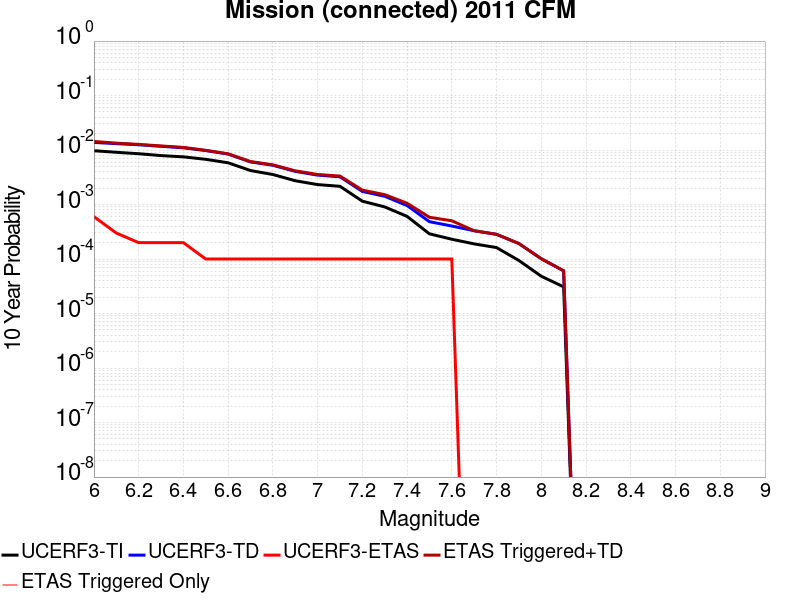 Mission (connected) 2011 CFM
10 Year Probability
10^0
10^-1
10^-2
10^-3
10^-4
10^-5
10^-6
10^-7
10^-8
6 6.2 6.4 6.6 6.8 7 7.2 7.4 7.6 7.8 8 8.2 8.4 8.6 8.8 9
Magnitude
UCERF3-TI UCERF3-TD UCERF3-ETAS ETAS Triggered+TD
ETAS Triggered Only